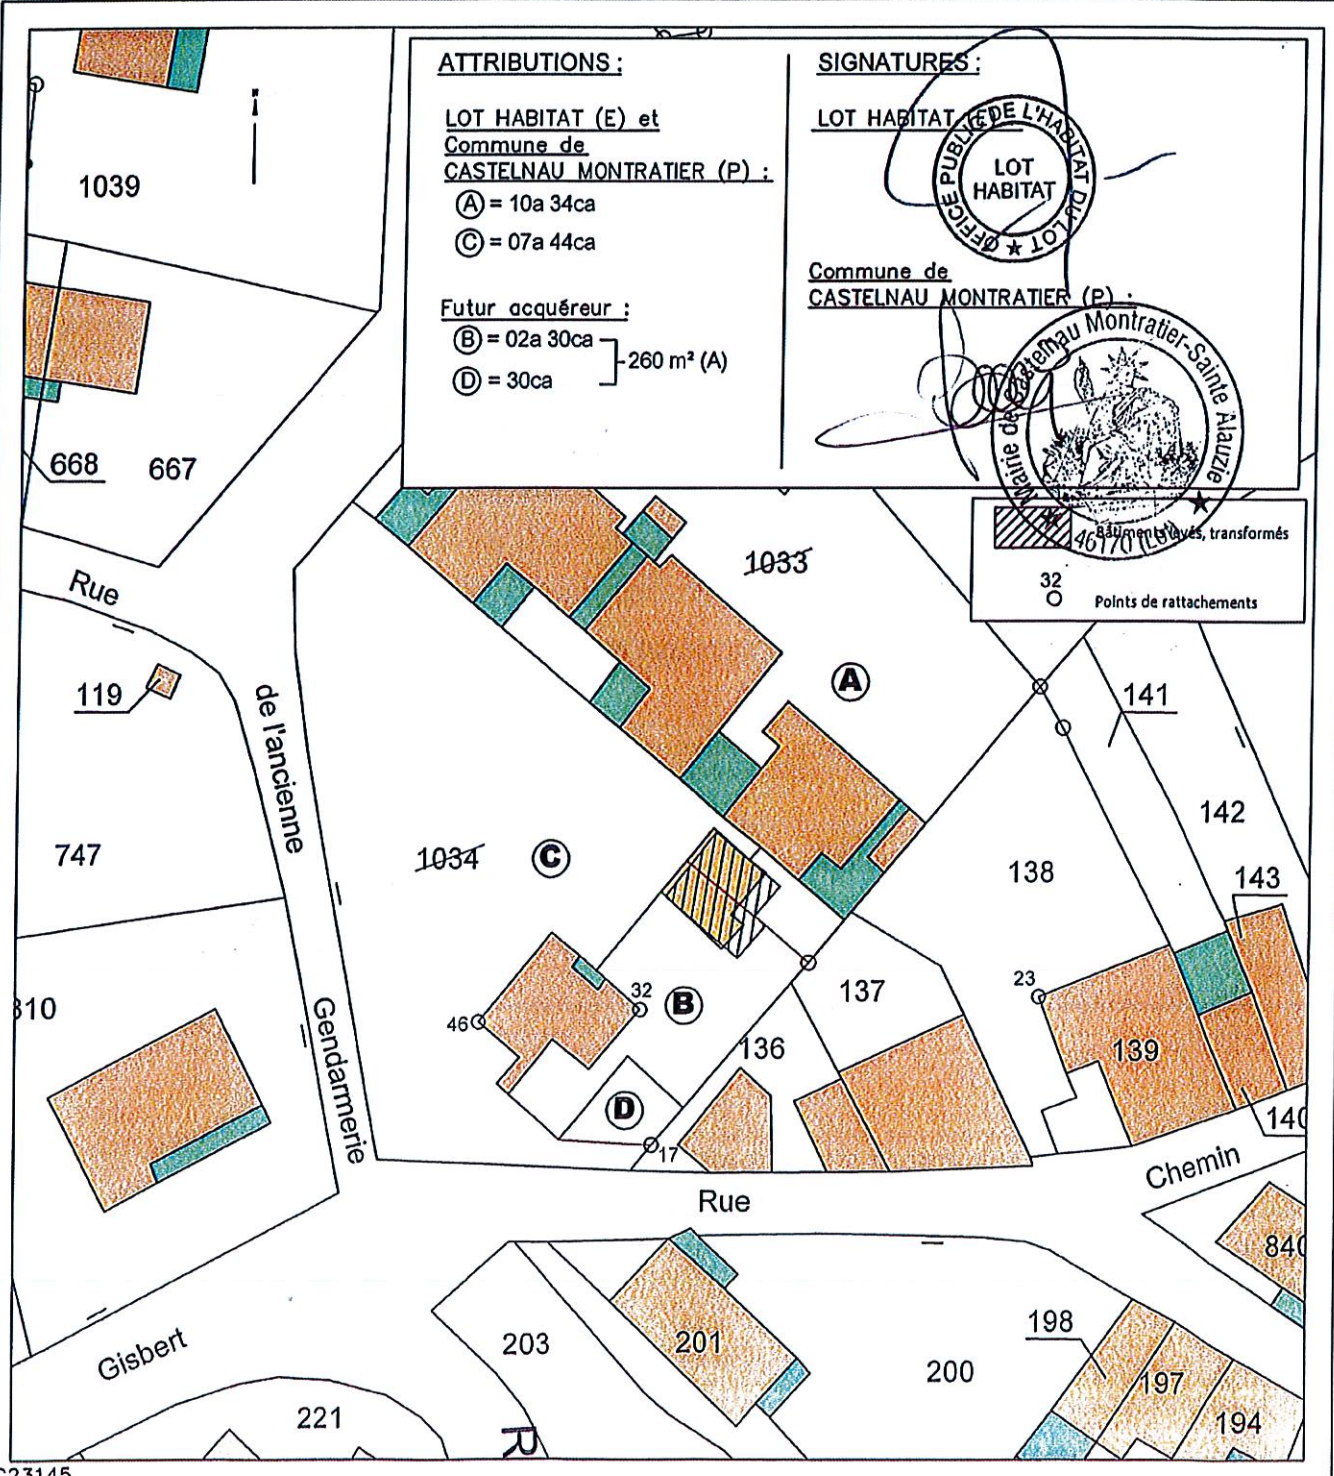 ATTRIBUTIONS :
LOT HABITAT (E) et
Commune de
CASTELNAU MONTRATIER (P) :
A = 10a 34ca
C = 07a 44ca
Futur acquéreur :
B = 02a 30ca
D = 30ca
260 m² (A)
SIGNATURES :
LOT HABITAT (E)
OFFICE PUBLIC DE L'HABITAT DU LOT ★
LOT
HABITAT
Commune de
CASTELNAU MONTRATIER (P) :
Mairie de Castelnau Montratier-Sainte Alauzie
★ 46170 (Lot) ★
Bâtiments levés, transformés
32
Points de rattachements
1039
668
667
Rue
119
de l'ancienne
747
Gendarmerie
310
1033
A
1034
C
141
142
138
143
137
23
32
B
46
136
139
D
17
140
Rue
Chemin
840
Gisbert
203
201
200
198
197
194
221
R
C23145